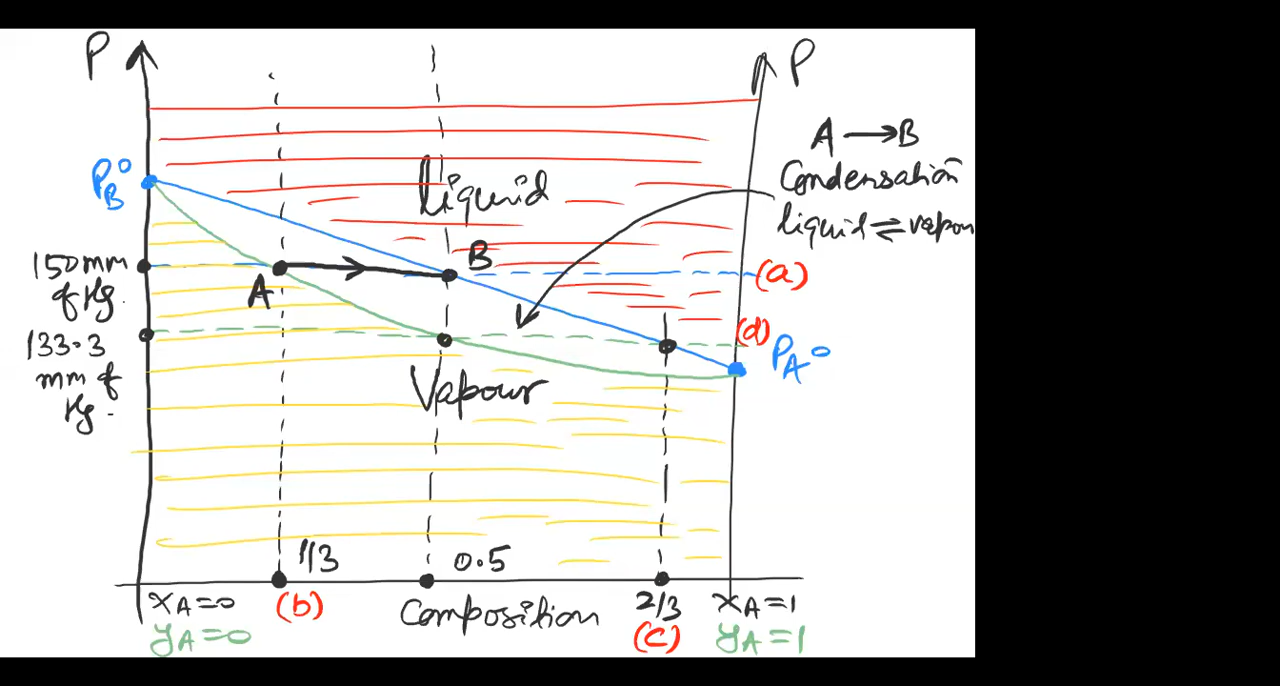 P
P
A → B
Condensation
liquid ⇌ vapour
P_B°
liquid
150 mm
of Hg.
A
B
(a)
133.3
mm of
Hg.
(d)
P_A°
Vapour
1/3
0.5
x_A=0
(b)
Composition
2/3
x_A=1
y_A=0
(c)
y_A=1